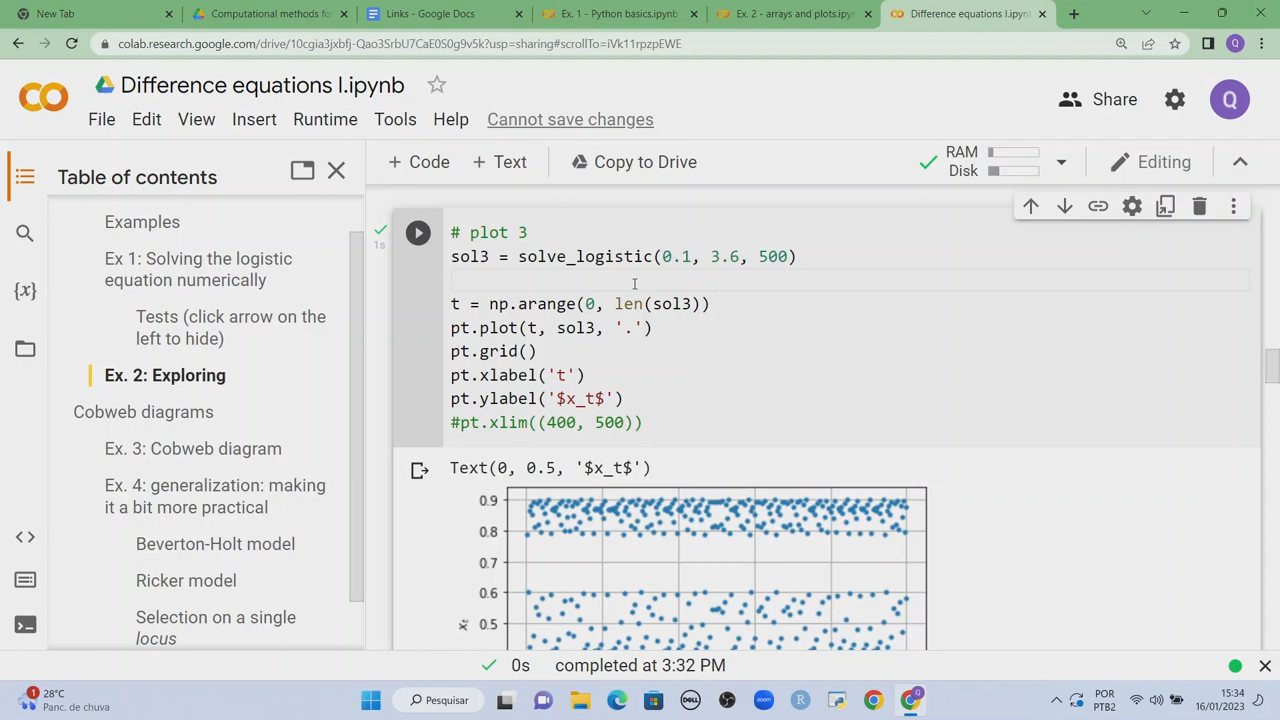 New Tab
Computational methods for
Links - Google Docs
Ex. 1 - Python basics.ipynb
Ex. 2 - arrays and plots.ipynb
Difference equations I.ipynb
colab.research.google.com/drive/10cgia3jxbfj-Qao3SrbU7CaE0S0g9v5k?usp=sharing#scrollTo=iVk11rpzpEWE
Q
Difference equations I.ipynb
Share
Q
File Edit View Insert Runtime Tools Help Cannot save changes
Table of contents
+ Code + Text
Copy to Drive
RAM
Disk
Editing
Examples
Ex 1: Solving the logistic
equation numerically
Tests (click arrow on the
left to hide)
Ex. 2: Exploring
Cobweb diagrams
Ex. 3: Cobweb diagram
Ex. 4: generalization: making
it a bit more practical
Beverton-Holt model
Ricker model
Selection on a single
locus
{x}
1s
# plot 3
sol3 = solve_logistic(0.1, 3.6, 500)
t = np.arange(0, len(sol3))
pt.plot(t, sol3, '.')
pt.grid()
pt.xlabel('t')
pt.ylabel('$x_t$')
#pt.xlim((400, 500))
Text(0, 0.5, '$x_t$')
0.9
0.8
0.7
0.6
0.5
0s completed at 3:32 PM
1
28°C
Parc de chuva
Pesquisar
DELL
zoom
R
Q
POR
PTB2
15:34
16/01/2023